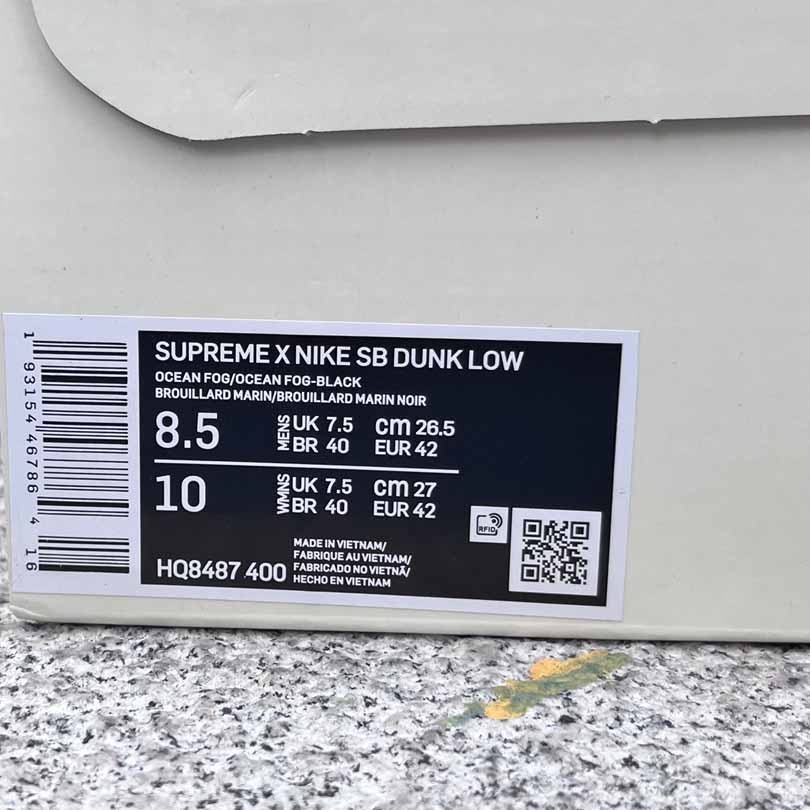 SUPREME X NIKE SB DUNK LOW
OCEAN FOG/OCEAN FOG-BLACK
BROUILLARD MARIN/BROUILLARD MARIN NOIR
8.5 MENS UK 7.5 cm 26.5
BR 40 EUR 42
10 WMNS UK 7.5 cm 27
BR 40 EUR 42
RFID
HQ8487 400
MADE IN VIETNAM/
FABRIQUE AU VIETNAM/
FABRICADO NO VIETNÃ/
HECHO EN VIETNAM
1 93154 46786 4 16